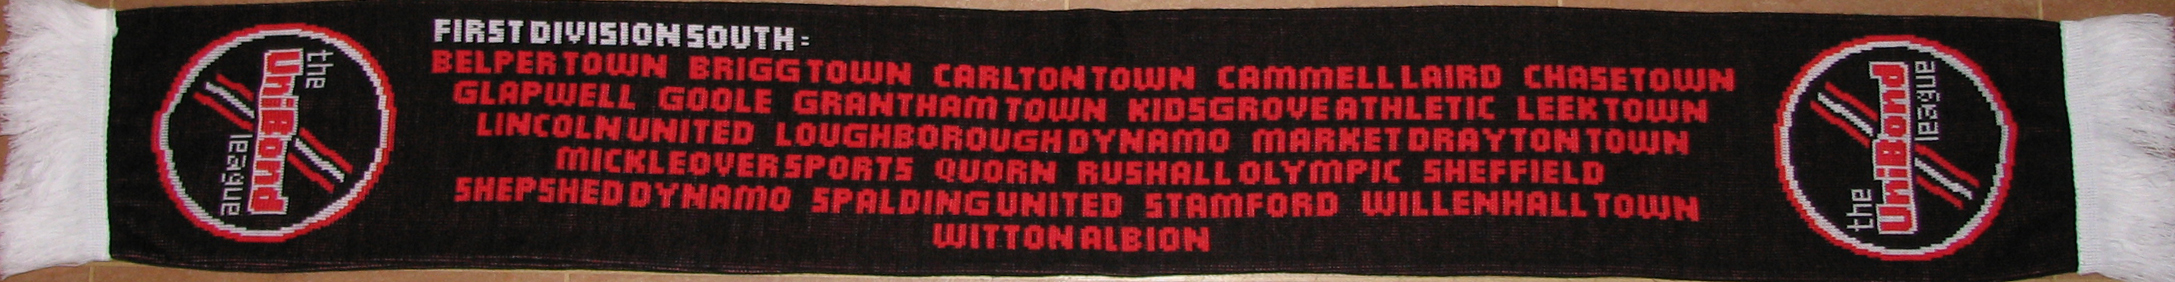 the
UniBond
league
FIRST DIVISION SOUTH:
BELPER TOWN BRIGG TOWN CARLTON TOWN CAMMELL LAIRD CHASETOWN
GLAPWELL GOOLE GRANTHAM TOWN KIDSGROVE ATHLETIC LEEK TOWN
LINCOLN UNITED LOUGHBOROUGH DYNAMO MARKET DRAYTON TOWN
MICKLEOVER SPORTS QUORN RUSHALL OLYMPIC SHEFFIELD
SHEPSHED DYNAMO SPALDING UNITED STAMFORD WILLENHALL TOWN
WITTON ALBION
the
UniBond
league